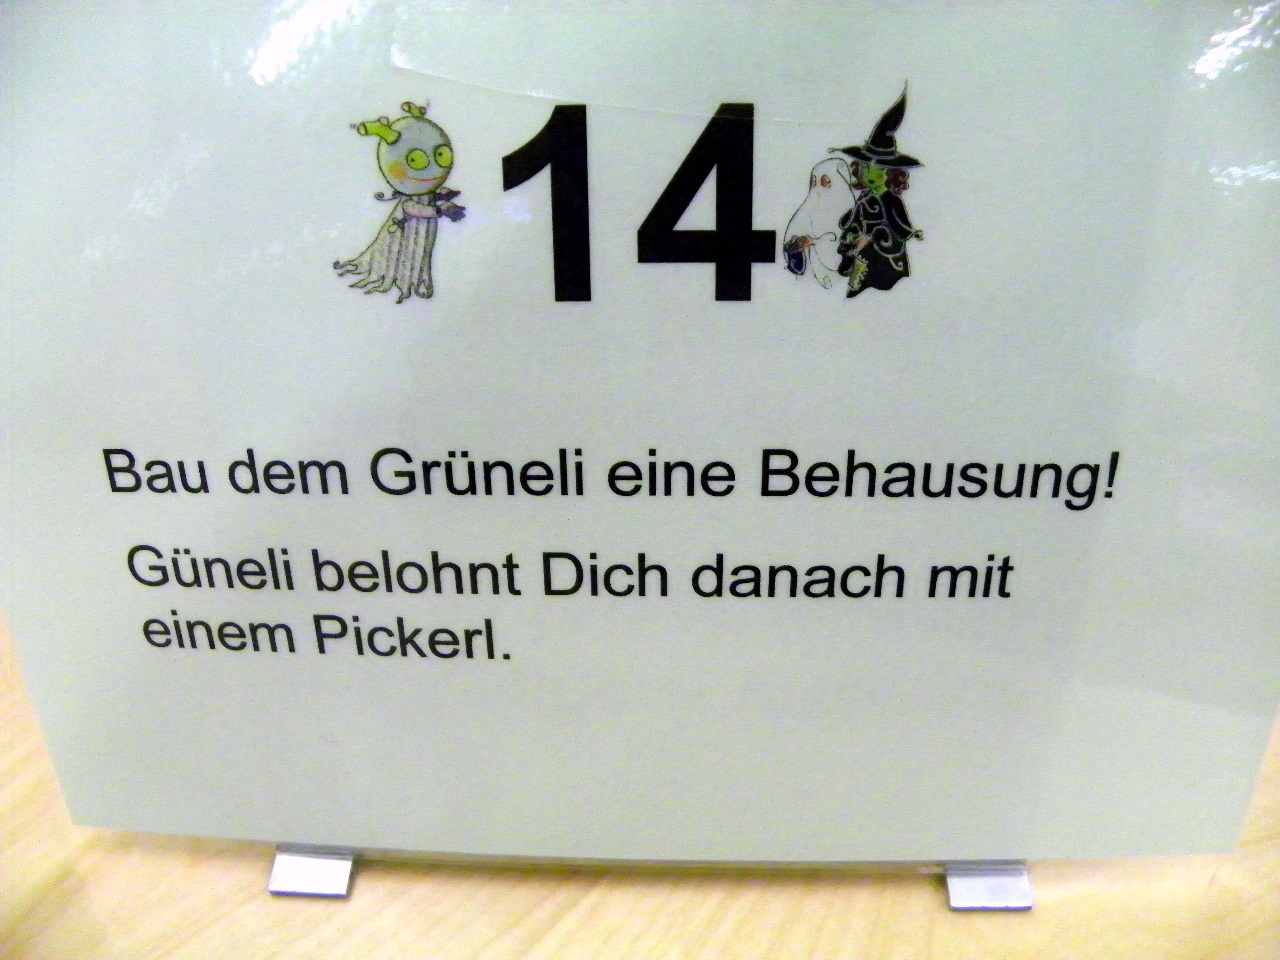 14
Bau dem Grüneli eine Behausung!
Güneli belohnt Dich danach mit
einem Pickerl.